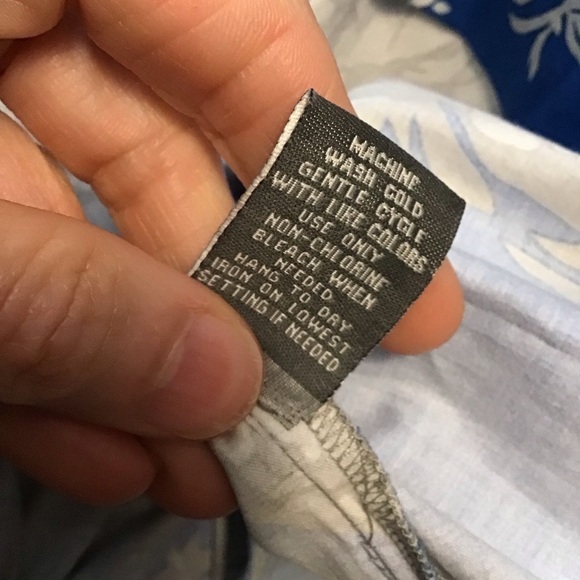 MACHINE
WASH COLD
GENTLE CYCLE
WITH LIKE COLORS
USE ONLY
NON-CHLORINE
BLEACH WHEN
NEEDED
HANG TO DRY
IRON ON LOWEST
SETTING IF NEEDED